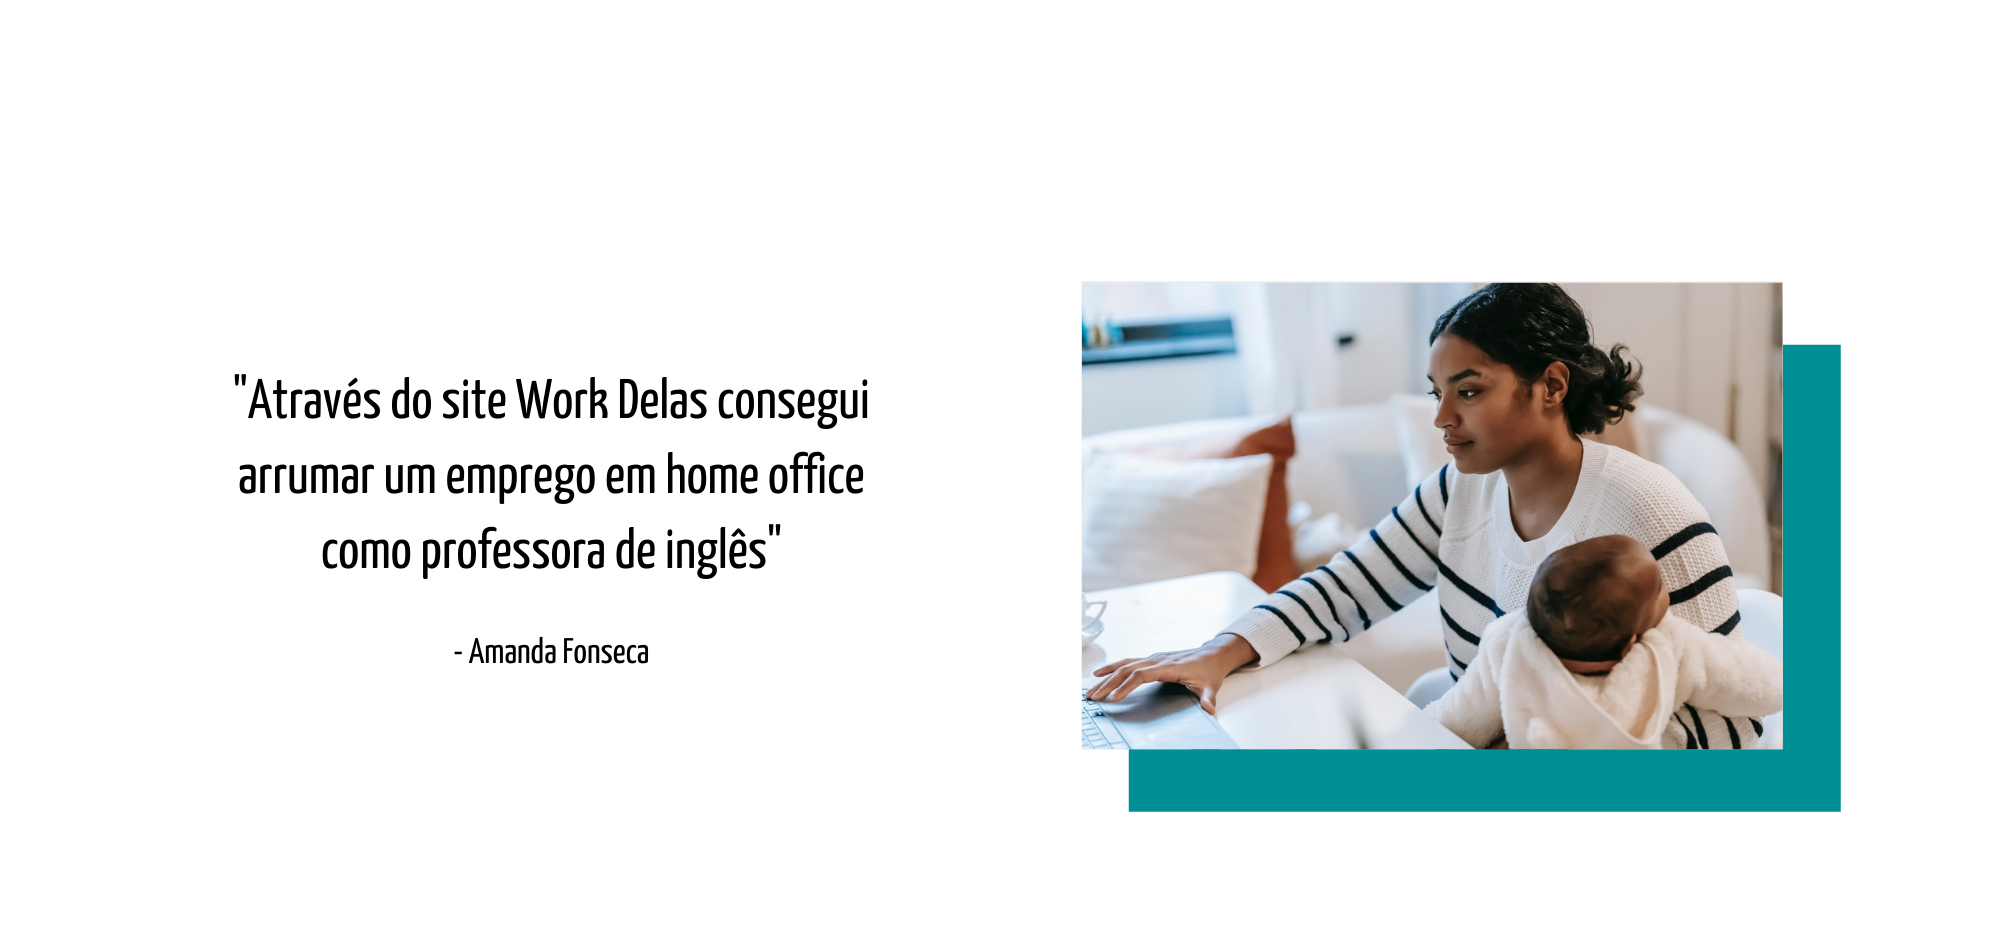 "Através do site Work Delas consegui
arrumar um emprego em home office
como professora de inglês"
- Amanda Fonseca